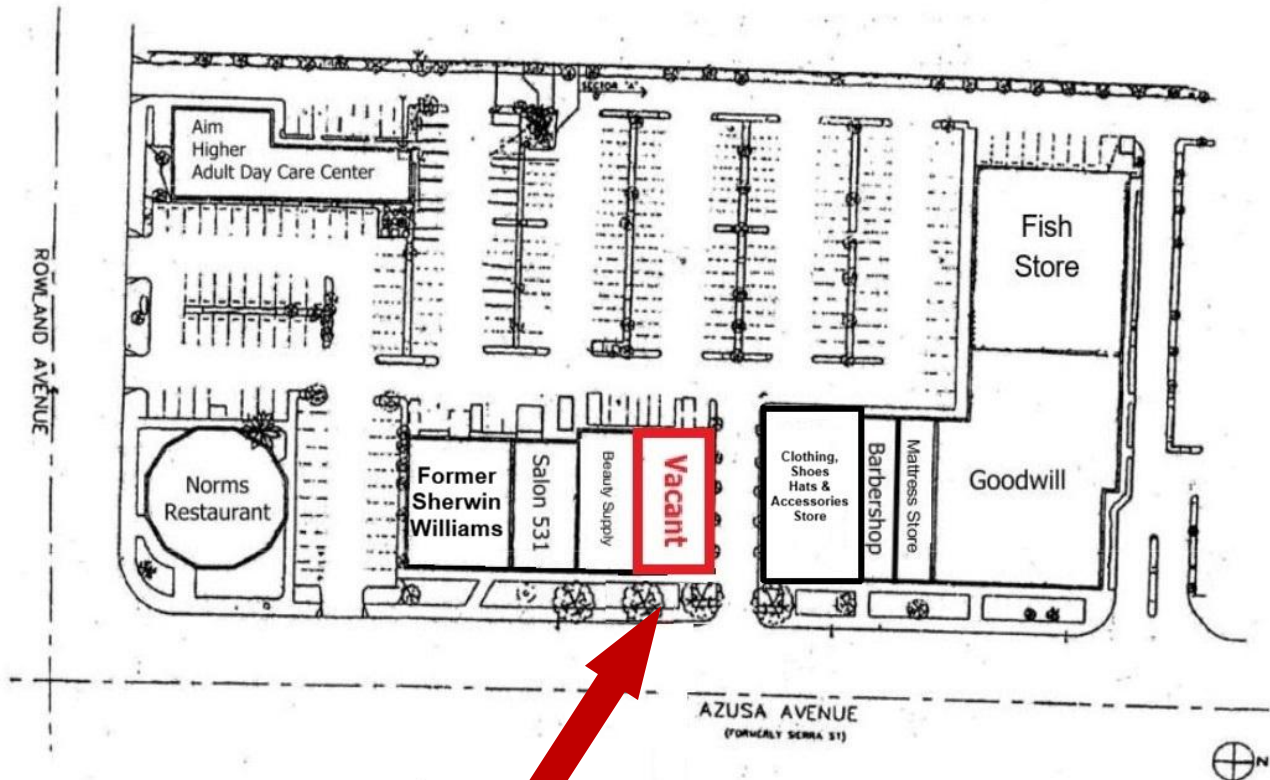 SECTOR "A"
Aim
Higher
Adult Day Care Center
Fish
Store
ROWLAND AVENUE
Norms
Restaurant
Former
Sherwin
Williams
Salon 531
Beauty Supply
Vacant
Clothing,
Shoes
Hats &
Accessories
Store
Barbershop
Mattress Store
Goodwill
AZUSA AVENUE
(FORMERLY SERRA ST)
N